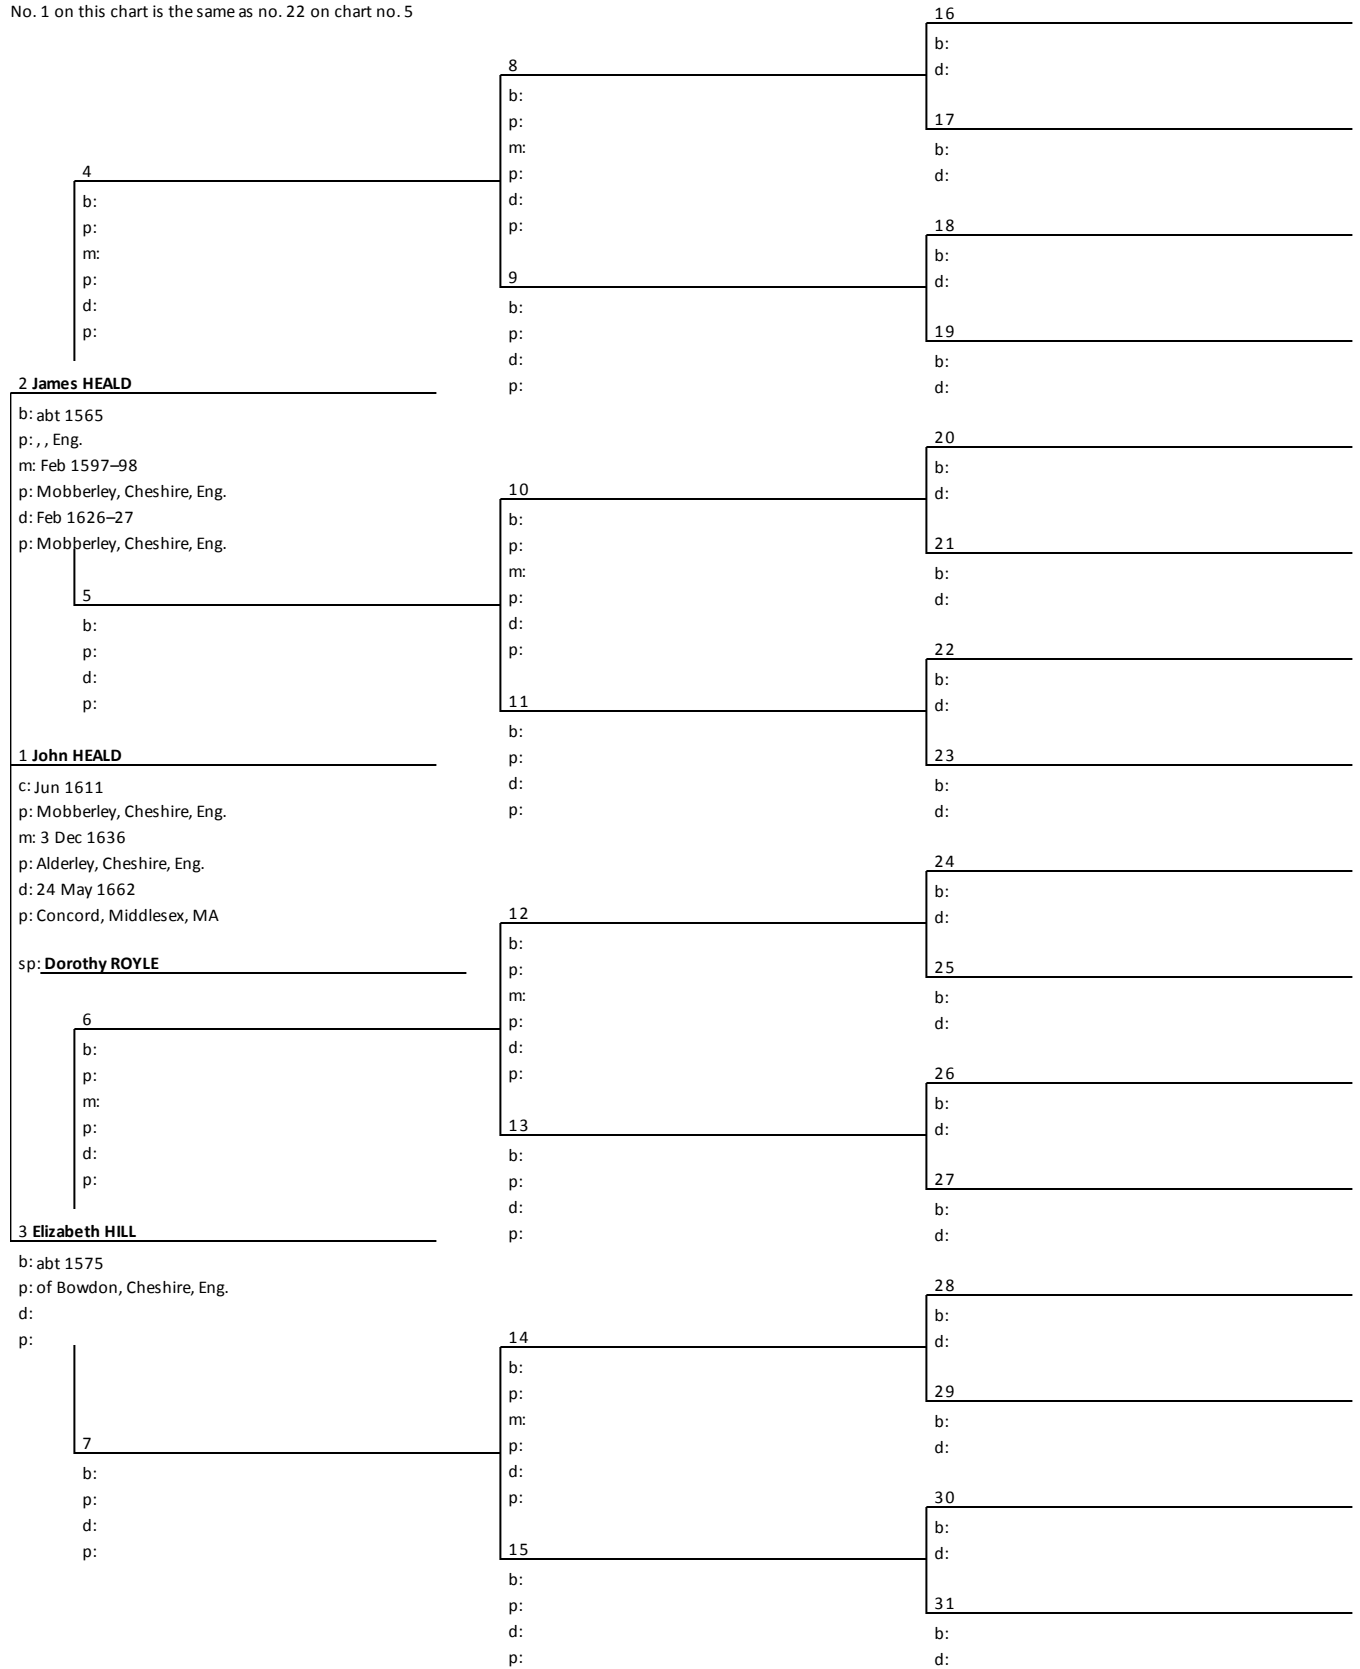 No. 1 on this chart is the same as no. 22 on chart no. 5
16
b:
d:
8
b:
p:
m:
p:
d:
p:
17
b:
d:
4
b:
p:
m:
p:
d:
p:
18
b:
d:
9
b:
p:
d:
p:
19
b:
d:
2 James HEALD
b: abt 1565
p: , , Eng.
m: Feb 1597–98
p: Mobberley, Cheshire, Eng.
d: Feb 1626–27
p: Mobberley, Cheshire, Eng.
20
b:
d:
10
b:
p:
m:
p:
d:
p:
21
b:
d:
5
b:
p:
d:
p:
22
b:
d:
11
b:
p:
d:
p:
23
b:
d:
1 John HEALD
c: Jun 1611
p: Mobberley, Cheshire, Eng.
m: 3 Dec 1636
p: Alderley, Cheshire, Eng.
d: 24 May 1662
p: Concord, Middlesex, MA
sp: Dorothy ROYLE
24
b:
d:
12
b:
p:
m:
p:
d:
p:
25
b:
d:
6
b:
p:
m:
p:
d:
p:
26
b:
d:
13
b:
p:
d:
p:
27
b:
d:
3 Elizabeth HILL
b: abt 1575
p: of Bowdon, Cheshire, Eng.
d:
p:
28
b:
d:
14
b:
p:
m:
p:
d:
p:
29
b:
d:
7
b:
p:
d:
p:
30
b:
d:
15
b:
p:
d:
p:
31
b:
d: